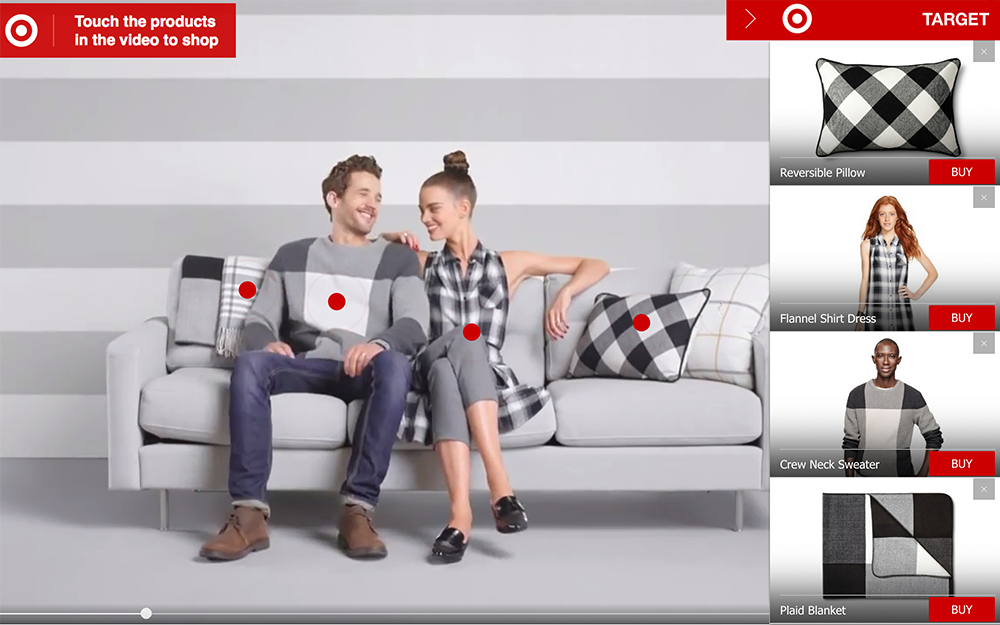 Touch the products
in the video to shop
TARGET
Reversible Pillow
BUY
Flannel Shirt Dress
BUY
Crew Neck Sweater
BUY
Plaid Blanket
BUY